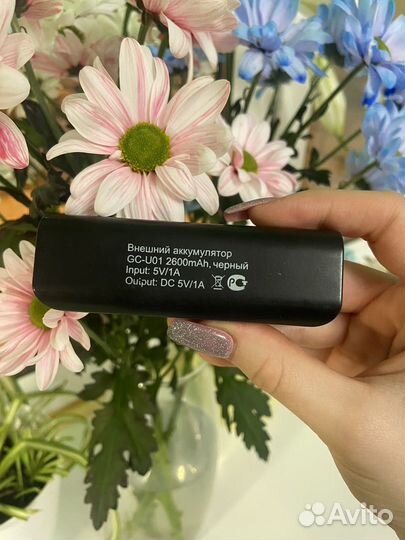 Внешний аккумулятор
GC-U01 2600mAh, черный
Input: 5V/1A
Output: DC 5V/1A
Avito